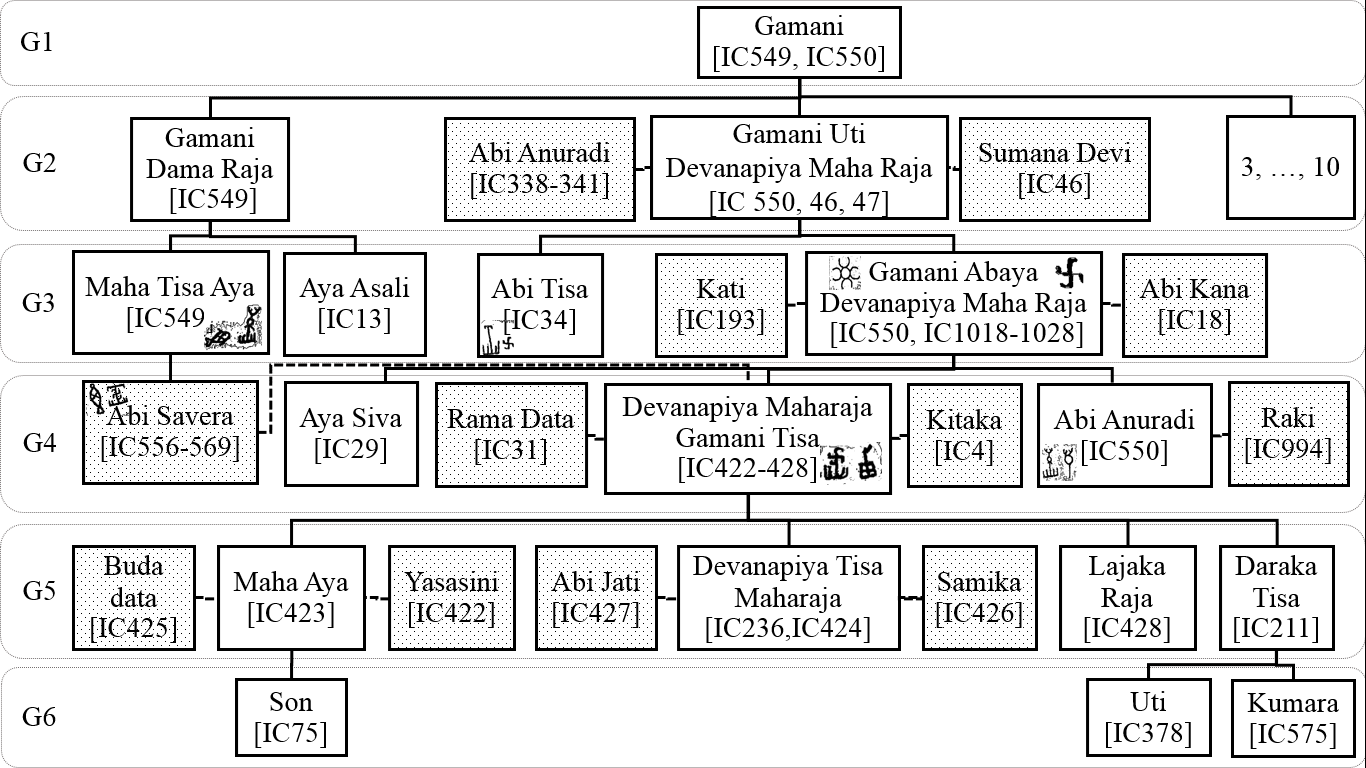 G1
Gamani
[IC549, IC550]
G2
Gamani
Dama Raja
[IC549]
Abi Anuradi
[IC338-341]
Gamani Uti
Devanapiya Maha Raja
[IC 550, 46, 47]
Sumana Devi
[IC46]
3, …, 10
G3
Maha Tisa Aya
[IC549
Aya Asali
[IC13]
Abi Tisa
[IC34]
Kati
[IC193]
Gamani Abaya
Devanapiya Maha Raja
[IC550, IC1018-1028]
Abi Kana
[IC18]
G4
Abi Savera
[IC556-569]
Aya Siva
[IC29]
Rama Data
[IC31]
Devanapiya Maharaja
Gamani Tisa
[IC422-428]
Kitaka
[IC4]
Abi Anuradi
[IC550]
Raki
[IC994]
G5
Buda
data
[IC425]
Maha Aya
[IC423]
Yasasini
[IC422]
Abi Jati
[IC427]
Devanapiya Tisa
Maharaja
[IC236,IC424]
Samika
[IC426]
Lajaka
Raja
[IC428]
Daraka
Tisa
[IC211]
G6
Son
[IC75]
Uti
[IC378]
Kumara
[IC575]